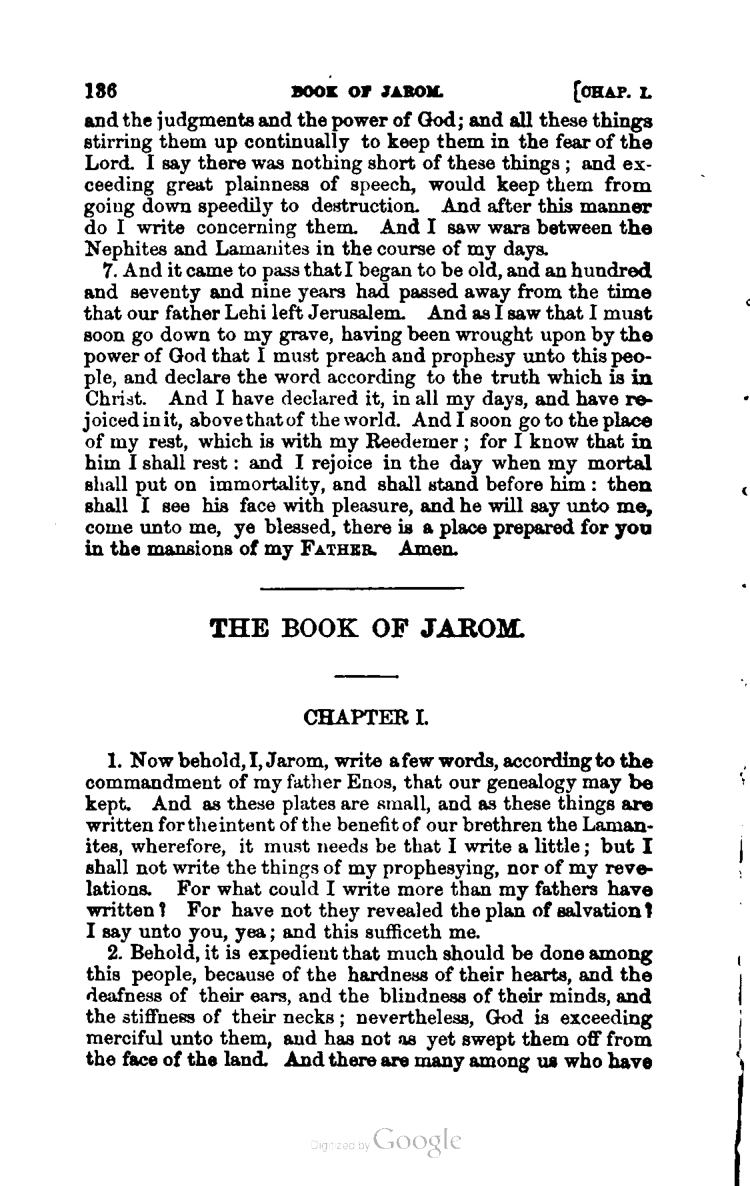 136 BOOK OF JAROM. [CHAP. I.
and the judgments and the power of God; and all these things
stirring them up continually to keep them in the fear of the
Lord. I say there was nothing short of these things; and ex-
ceeding great plainness of speech, would keep them from
going down speedily to destruction. And after this manner
do I write concerning them. And I saw wars between the
Nephites and Lamanites in the course of my days.
7. And it came to pass that I began to be old, and an hundred
and seventy and nine years had passed away from the time
that our father Lehi left Jerusalem. And as I saw that I must
soon go down to my grave, having been wrought upon by the
power of God that I must preach and prophesy unto this peo-
ple, and declare the word according to the truth which is in
Christ. And I have declared it, in all my days, and have re-
joiced in it, above that of the world. And I soon go to the place
of my rest, which is with my Reedemer; for I know that in
him I shall rest: and I rejoice in the day when my mortal
shall put on immortality, and shall stand before him: then
shall I see his face with pleasure, and he will say unto me,
come unto me, ye blessed, there is a place prepared for you
in the mansions of my FATHER. Amen.
THE BOOK OF JAROM.
CHAPTER I.
1. Now behold, I, Jarom, write a few words, according to the
commandment of my father Enos, that our genealogy may be
kept. And as these plates are small, and as these things are
written for the intent of the benefit of our brethren the Laman-
ites, wherefore, it must needs be that I write a little; but I
shall not write the things of my prophesying, nor of my reve-
lations. For what could I write more than my fathers have
written? For have not they revealed the plan of salvation?
I say unto you, yea; and this sufficeth me.
2. Behold, it is expedient that much should be done among
this people, because of the hardness of their hearts, and the
deafness of their ears, and the blindness of their minds, and
the stiffness of their necks; nevertheless, God is exceeding
merciful unto them, and has not as yet swept them off from
the face of the land. And there are many among us who have
Digitized by Google